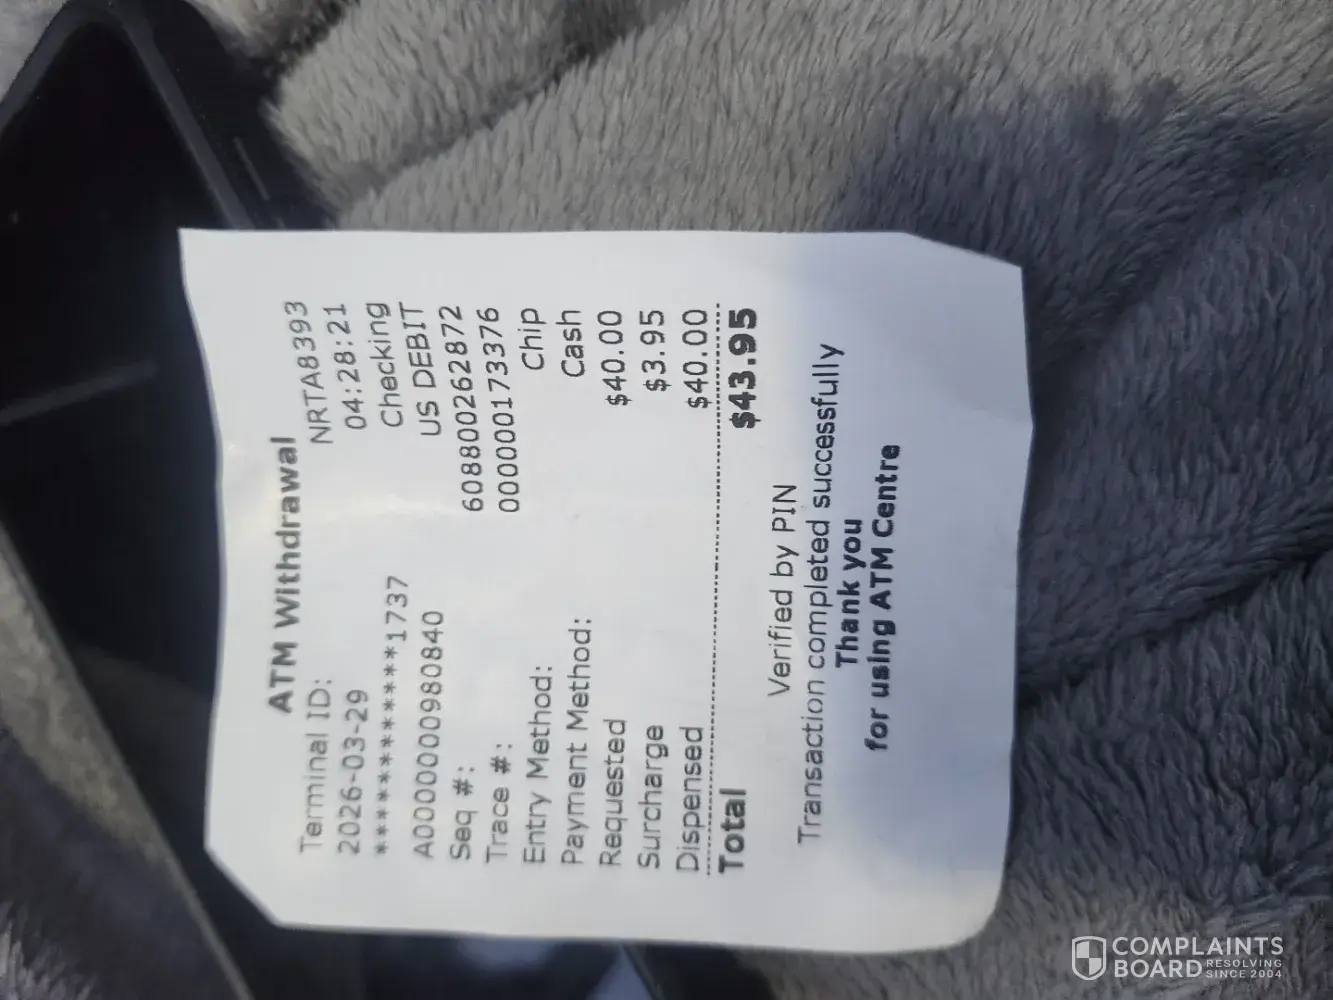 ATM Withdrawal
Terminal ID: NRTA8393
2026-03-29 04:28:21
************1737 Checking
A0000000980840 US DEBIT
Seq #: 608800262872
Trace #: 000000173376
Entry Method: Chip
Payment Method: Cash
Requested $40.00
Surcharge $3.95
Dispensed $40.00
Total $43.95
Verified by PIN
Transaction completed successfully
Thank you
for using ATM Centre
COMPLAINTS
BOARD RESOLVING
SINCE 2004